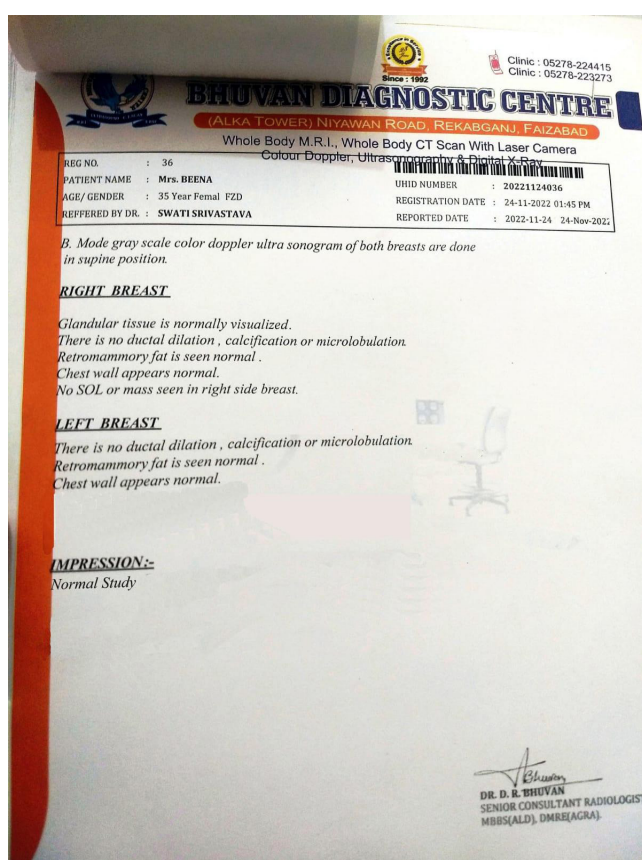 Since : 1992
Clinic : 05278-224415
Clinic : 05278-223273
BHUVAN DIAGNOSTIC CENTRE
(ALKA TOWER) NIYAWAN ROAD, REKABGANJ, FAIZABAD
Whole Body M.R.I., Whole Body CT Scan With Laser Camera
Colour Doppler, Ultrasonography & Digital X-Ray
REG NO. : 36
PATIENT NAME : Mrs. BEENA
AGE/ GENDER : 35 Year Femal FZD
REFFERED BY DR. : SWATI SRIVASTAVA
UHID NUMBER : 20221124036
REGISTRATION DATE : 24-11-2022 01:45 PM
REPORTED DATE : 2022-11-24 24-Nov-2022
B. Mode gray scale color doppler ultra sonogram of both breasts are done
in supine position.
RIGHT BREAST
Glandular tissue is normally visualized.
There is no ductal dilation , calcification or microlobulation.
Retromammory fat is seen normal .
Chest wall appears normal.
No SOL or mass seen in right side breast.
LEFT BREAST
There is no ductal dilation , calcification or microlobulation.
Retromammory fat is seen normal .
Chest wall appears normal.
IMPRESSION:-
Normal Study
Bhuvan
DR. D. R. BHUVAN
SENIOR CONSULTANT RADIOLOGIST
MBBS(ALD), DMRE(AGRA).